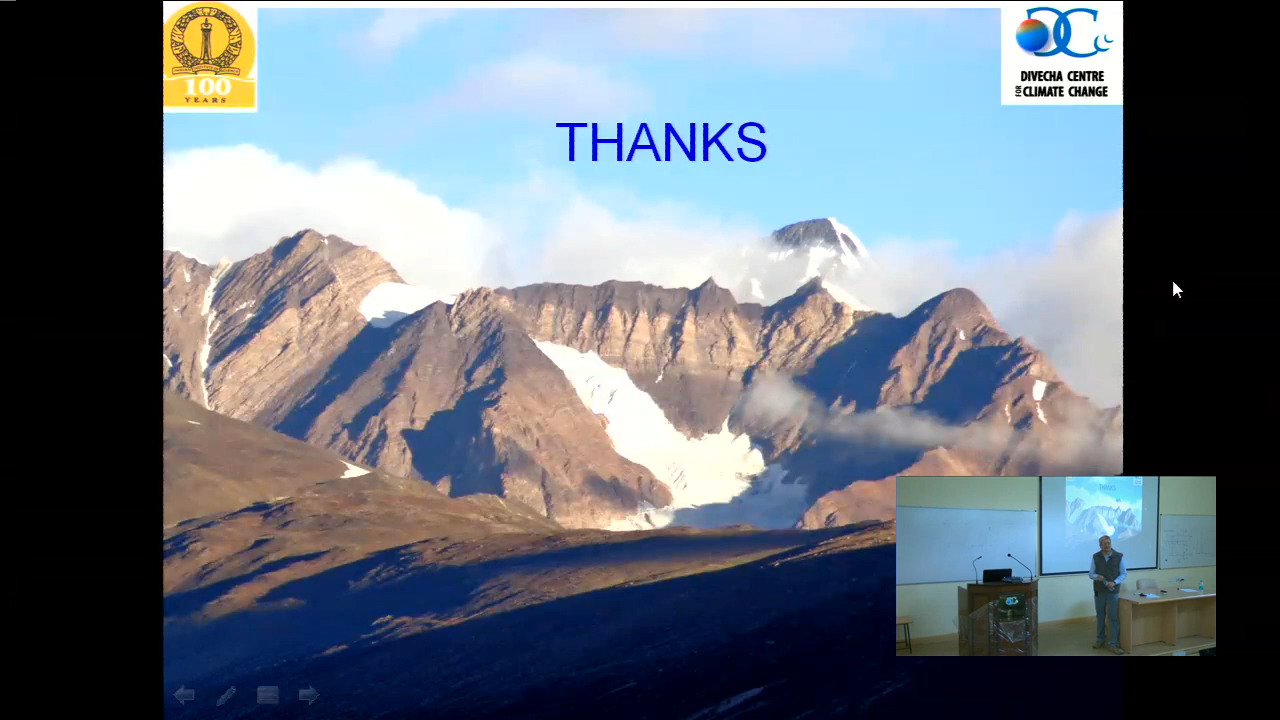 100
YEARS
DIVECHA CENTRE
FOR CLIMATE CHANGE
THANKS